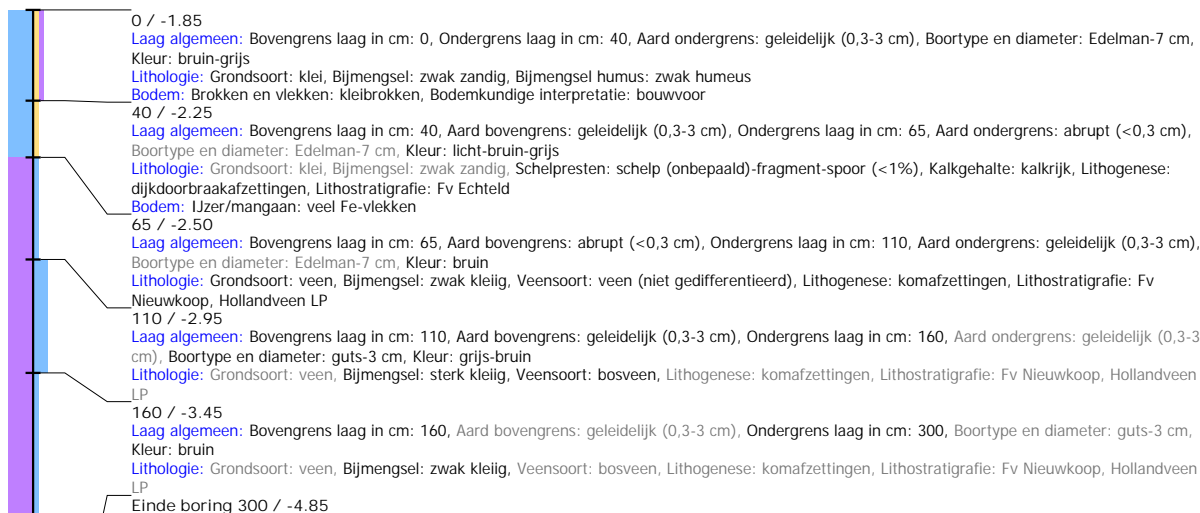 0 / -1.85
Laag algemeen: Bovengrens laag in cm: 0, Ondergrens laag in cm: 40, Aard ondergrens: geleidelijk (0,3-3 cm), Boortype en diameter: Edelman-7 cm,
Kleur: bruin-grijs
Lithologie: Grondsoort: klei, Bijmengsel: zwak zandig, Bijmengsel humus: zwak humeus
Bodem: Brokken en vlekken: kleibrokken, Bodemkundige interpretatie: bouwvoor
40 / -2.25
Laag algemeen: Bovengrens laag in cm: 40, Aard bovengrens: geleidelijk (0,3-3 cm), Ondergrens laag in cm: 65, Aard ondergrens: abrupt (<0,3 cm),
Boortype en diameter: Edelman-7 cm, Kleur: licht-bruin-grijs
Lithologie: Grondsoort: klei, Bijmengsel: zwak zandig, Schelpresten: schelp (onbepaald)-fragment-spoor (<1%), Kalkgehalte: kalkrijk, Lithogenese:
dijkdoorbraakafzettingen, Lithostratigrafie: Fv Echteld
Bodem: IJzer/mangaan: veel Fe-vlekken
65 / -2.50
Laag algemeen: Bovengrens laag in cm: 65, Aard bovengrens: abrupt (<0,3 cm), Ondergrens laag in cm: 110, Aard ondergrens: geleidelijk (0,3-3 cm),
Boortype en diameter: Edelman-7 cm, Kleur: bruin
Lithologie: Grondsoort: veen, Bijmengsel: zwak kleiig, Veensoort: veen (niet gedifferentieerd), Lithogenese: komafzettingen, Lithostratigrafie: Fv
Nieuwkoop, Hollandveen LP
110 / -2.95
Laag algemeen: Bovengrens laag in cm: 110, Aard bovengrens: geleidelijk (0,3-3 cm), Ondergrens laag in cm: 160, Aard ondergrens: geleidelijk (0,3-3
cm), Boortype en diameter: guts-3 cm, Kleur: grijs-bruin
Lithologie: Grondsoort: veen, Bijmengsel: sterk kleiig, Veensoort: bosveen, Lithogenese: komafzettingen, Lithostratigrafie: Fv Nieuwkoop, Hollandveen
LP
160 / -3.45
Laag algemeen: Bovengrens laag in cm: 160, Aard bovengrens: geleidelijk (0,3-3 cm), Ondergrens laag in cm: 300, Boortype en diameter: guts-3 cm,
Kleur: bruin
Lithologie: Grondsoort: veen, Bijmengsel: zwak kleiig, Veensoort: bosveen, Lithogenese: komafzettingen, Lithostratigrafie: Fv Nieuwkoop, Hollandveen
LP
Einde boring 300 / -4.85